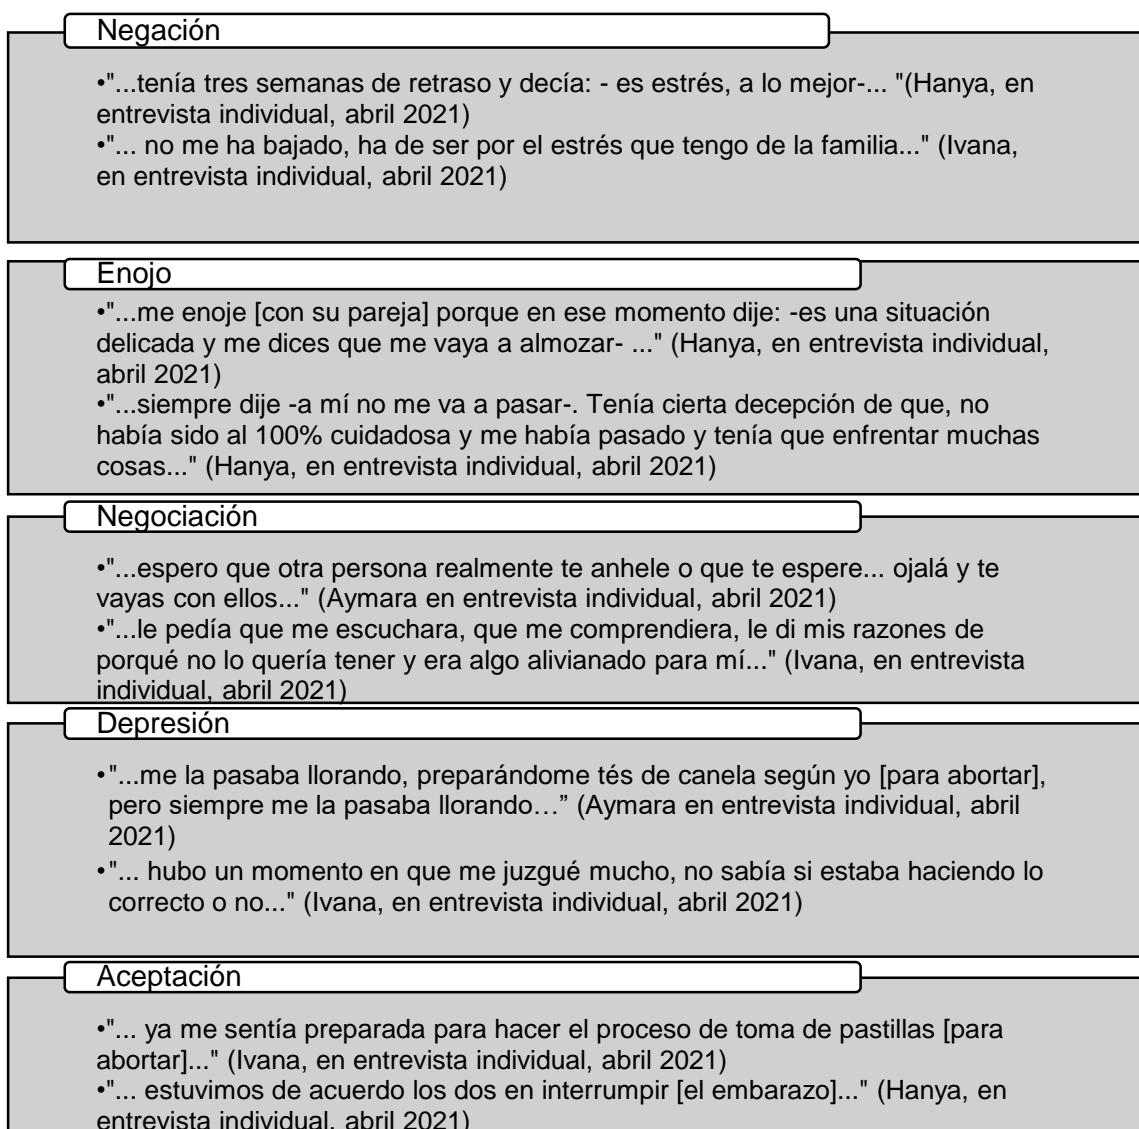 Negación
•"...tenía tres semanas de retraso y decía: - es estrés, a lo mejor-... "(Hanya, en
entrevista individual, abril 2021)
•"... no me ha bajado, ha de ser por el estrés que tengo de la familia..." (Ivana,
en entrevista individual, abril 2021)
Enojo
•"...me enoje [con su pareja] porque en ese momento dije: -es una situación
delicada y me dices que me vaya a almozar- ..." (Hanya, en entrevista individual,
abril 2021)
•"...siempre dije -a mí no me va a pasar-. Tenía cierta decepción de que, no
había sido al 100% cuidadosa y me había pasado y tenía que enfrentar muchas
cosas..." (Hanya, en entrevista individual, abril 2021)
Negociación
•"...espero que otra persona realmente te anhele o que te espere... ojalá y te
vayas con ellos..." (Aymara en entrevista individual, abril 2021)
•"...le pedía que me escuchara, que me comprendiera, le di mis razones de
porqué no lo quería tener y era algo alivianado para mí..." (Ivana, en entrevista
individual, abril 2021)
Depresión
•"...me la pasaba llorando, preparándome tés de canela según yo [para abortar],
pero siempre me la pasaba llorando…” (Aymara en entrevista individual, abril
2021)
•"... hubo un momento en que me juzgué mucho, no sabía si estaba haciendo lo
correcto o no..." (Ivana, en entrevista individual, abril 2021)
Aceptación
•"... ya me sentía preparada para hacer el proceso de toma de pastillas [para
abortar]..." (Ivana, en entrevista individual, abril 2021)
•"... estuvimos de acuerdo los dos en interrumpir [el embarazo]..." (Hanya, en
entrevista individual, abril 2021)